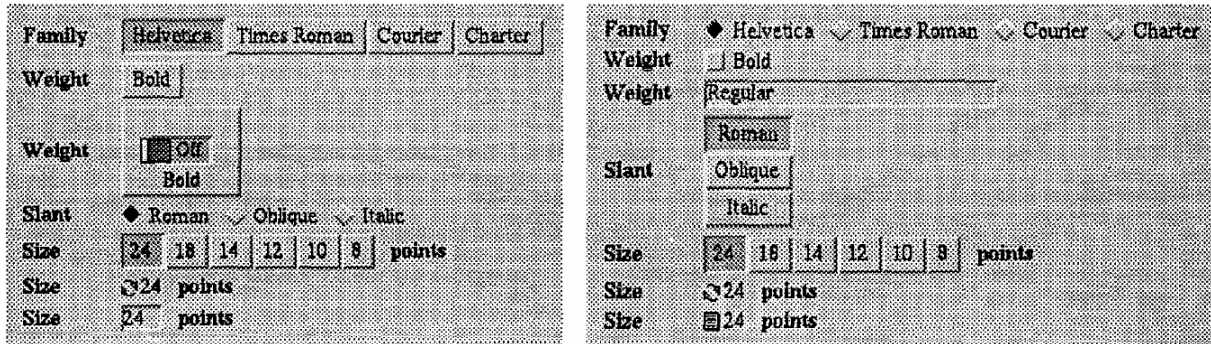 Family Helvetica Times Roman Courier Charter
Weight Bold
Weight Off
Bold
Slant Roman Oblique Italic
Size 24 18 14 12 10 8 points
Size 24 points
Size 24 points
Family Helvetica Times Roman Courier Charter
Weight Bold
Weight Regular
Roman
Slant Oblique
Italic
Size 24 18 14 12 10 8 points
Size 24 points
Size 24 points